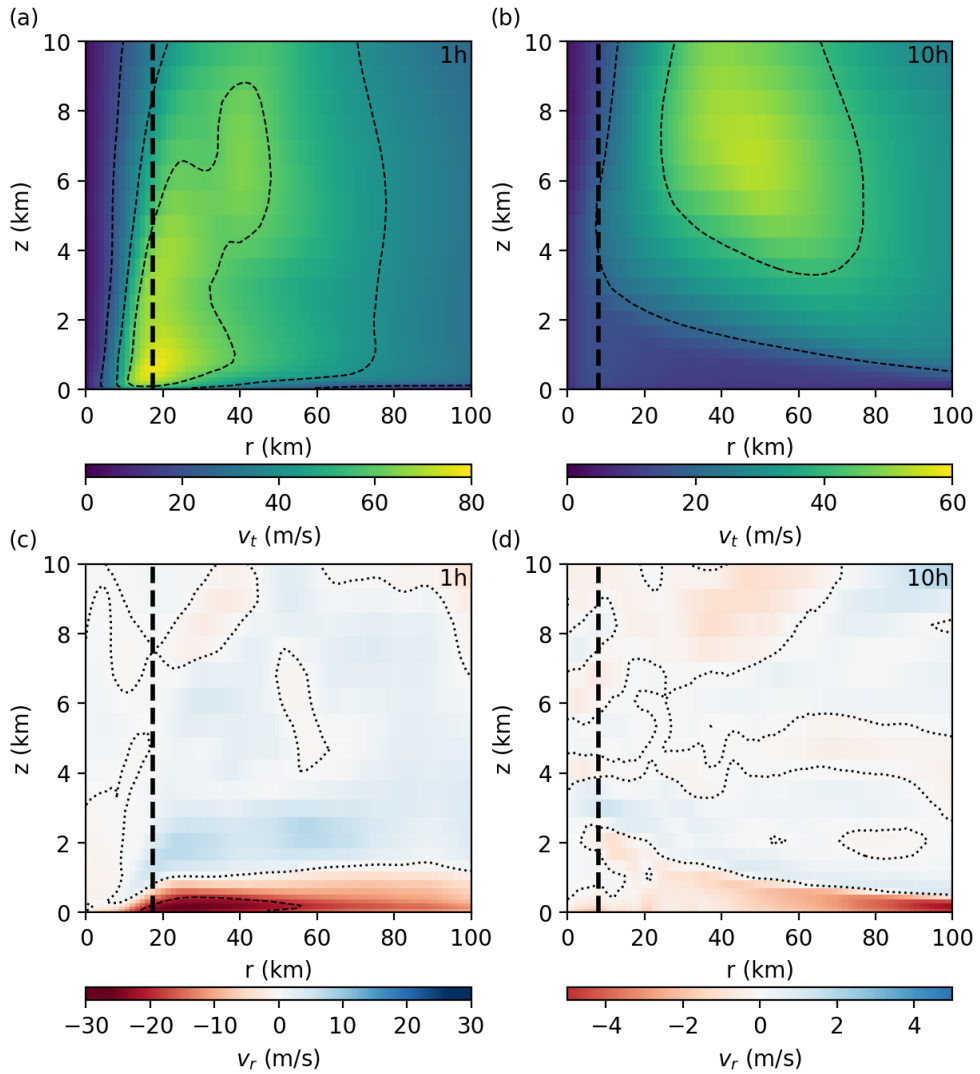 (a)
(b)
10
8
6
4
2
0
z (km)
1h
0 20 40 60 80 100
r (km)
0 20 40 60 80
v_t (m/s)
10
8
6
4
2
0
z (km)
10h
0 20 40 60 80 100
r (km)
0 20 40 60
v_t (m/s)
(c)
(d)
10
8
6
4
2
0
z (km)
1h
0 20 40 60 80 100
r (km)
−30 −20 −10 0 10 20 30
v_r (m/s)
10
8
6
4
2
0
z (km)
10h
0 20 40 60 80 100
r (km)
−4 −2 0 2 4
v_r (m/s)